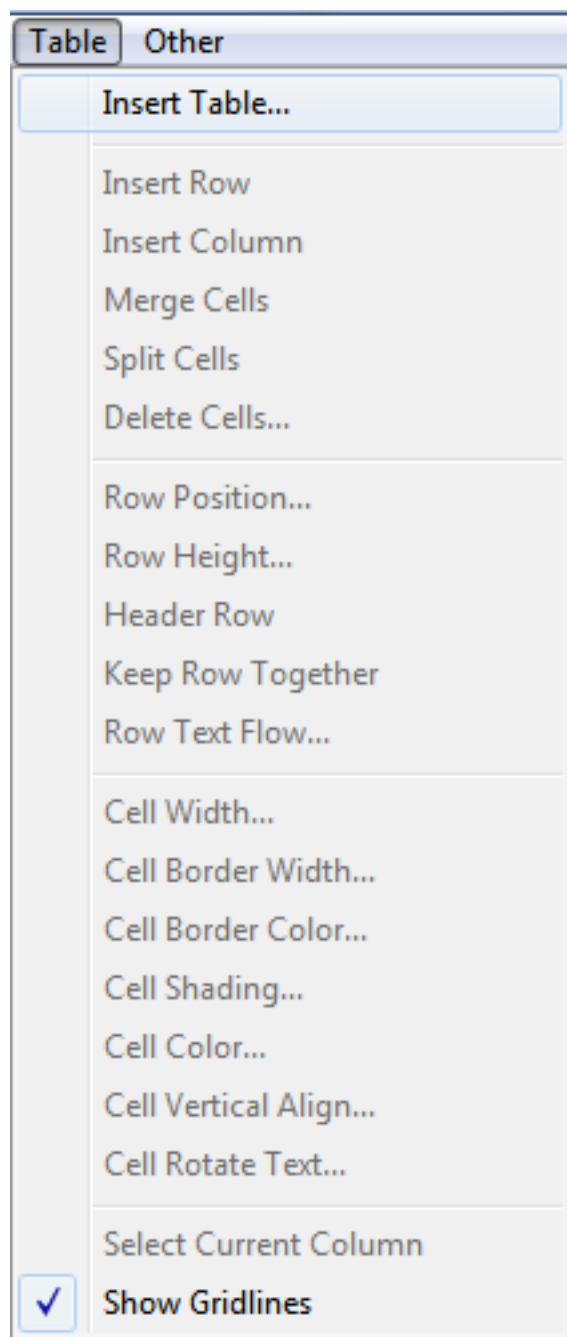 Table Other
Insert Table...
Insert Row
Insert Column
Merge Cells
Split Cells
Delete Cells...
Row Position...
Row Height...
Header Row
Keep Row Together
Row Text Flow...
Cell Width...
Cell Border Width...
Cell Border Color...
Cell Shading...
Cell Color...
Cell Vertical Align...
Cell Rotate Text...
Select Current Column
Show Gridlines